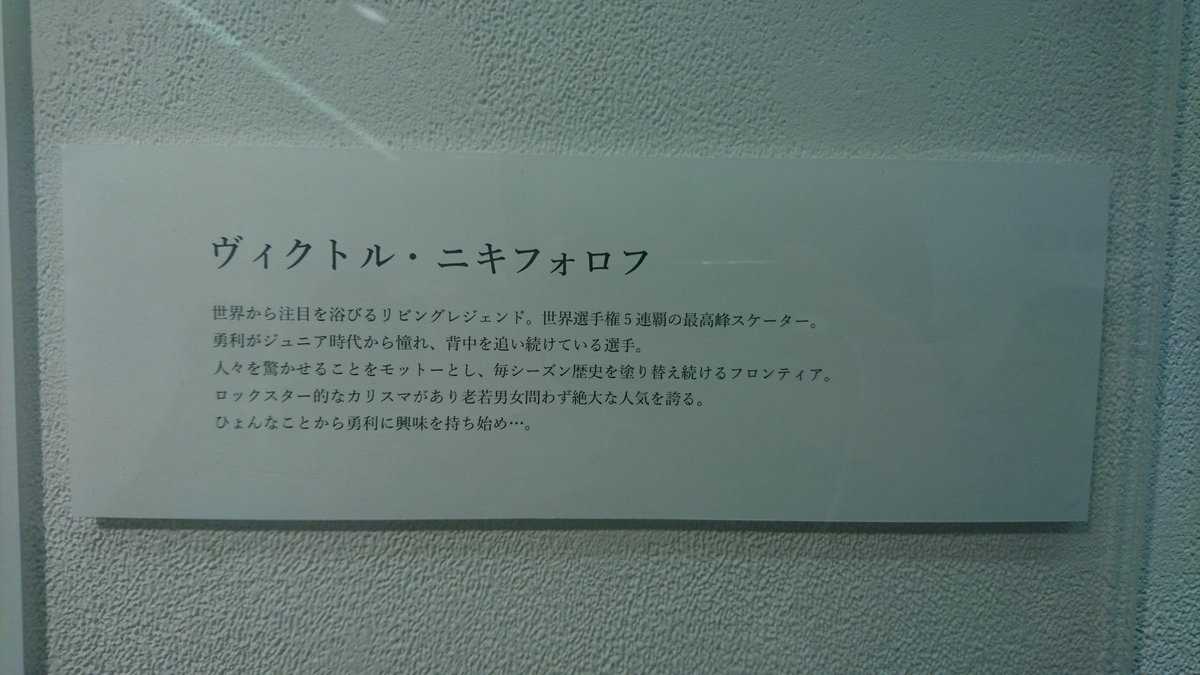 ヴィクトル・ニキフォロフ
世界から注目を浴びるリビングレジェンド。世界選手権5連覇の最高峰スケーター。
勇利がジュニア時代から憧れ、背中を追い続けている選手。
人々を驚かせることをモットーとし、毎シーズン歴史を塗り替え続けるフロンティア。
ロックスター的なカリスマがあり老若男女問わず絶大な人気を誇る。
ひょんなことから勇利に興味を持ち始め…。